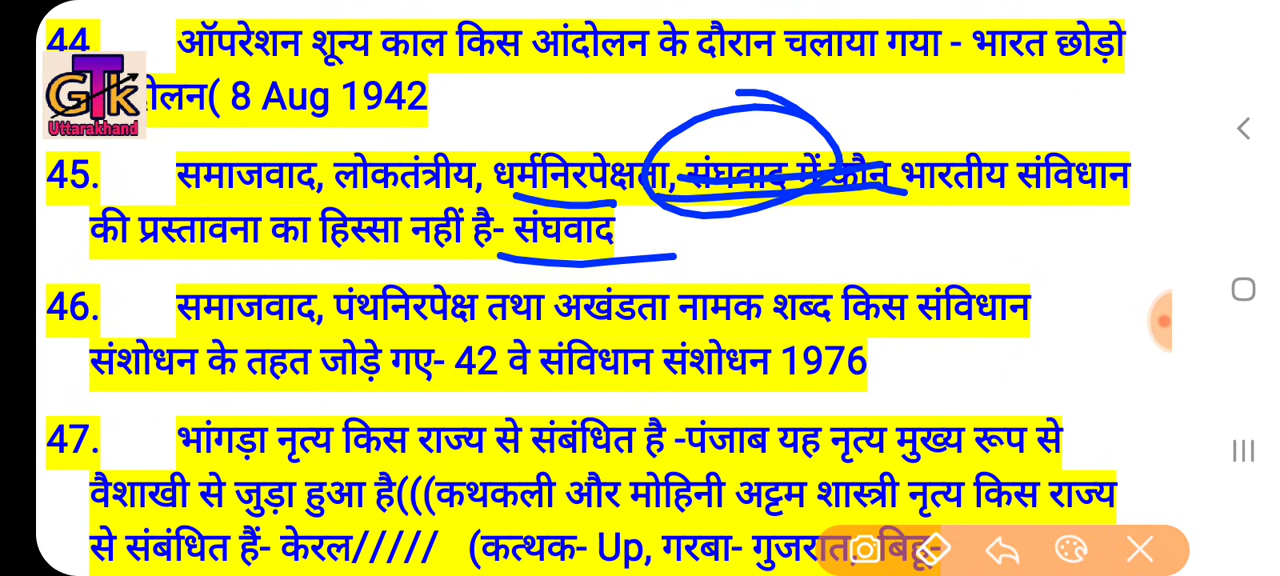 44. ऑपरेशन शून्य काल किस आंदोलन के दौरान चलाया गया - भारत छोड़ो
GTK
ोलन( 8 Aug 1942
Uttarakhand
45. समाजवाद, लोकतंत्रीय, धर्मनिरपेक्षता, संघवाद में कौन भारतीय संविधान
की प्रस्तावना का हिस्सा नहीं है- संघवाद
46. समाजवाद, पंथनिरपेक्ष तथा अखंडता नामक शब्द किस संविधान
संशोधन के तहत जोड़े गए- 42 वे संविधान संशोधन 1976
47. भांगड़ा नृत्य किस राज्य से संबंधित है -पंजाब यह नृत्य मुख्य रूप से
वैशाखी से जुड़ा हुआ है(((कथकली और मोहिनी अट्टम शास्त्री नृत्य किस राज्य
से संबंधित हैं- केरल///// (कत्थक- Up, गरबा- गुजरात, बिहू-